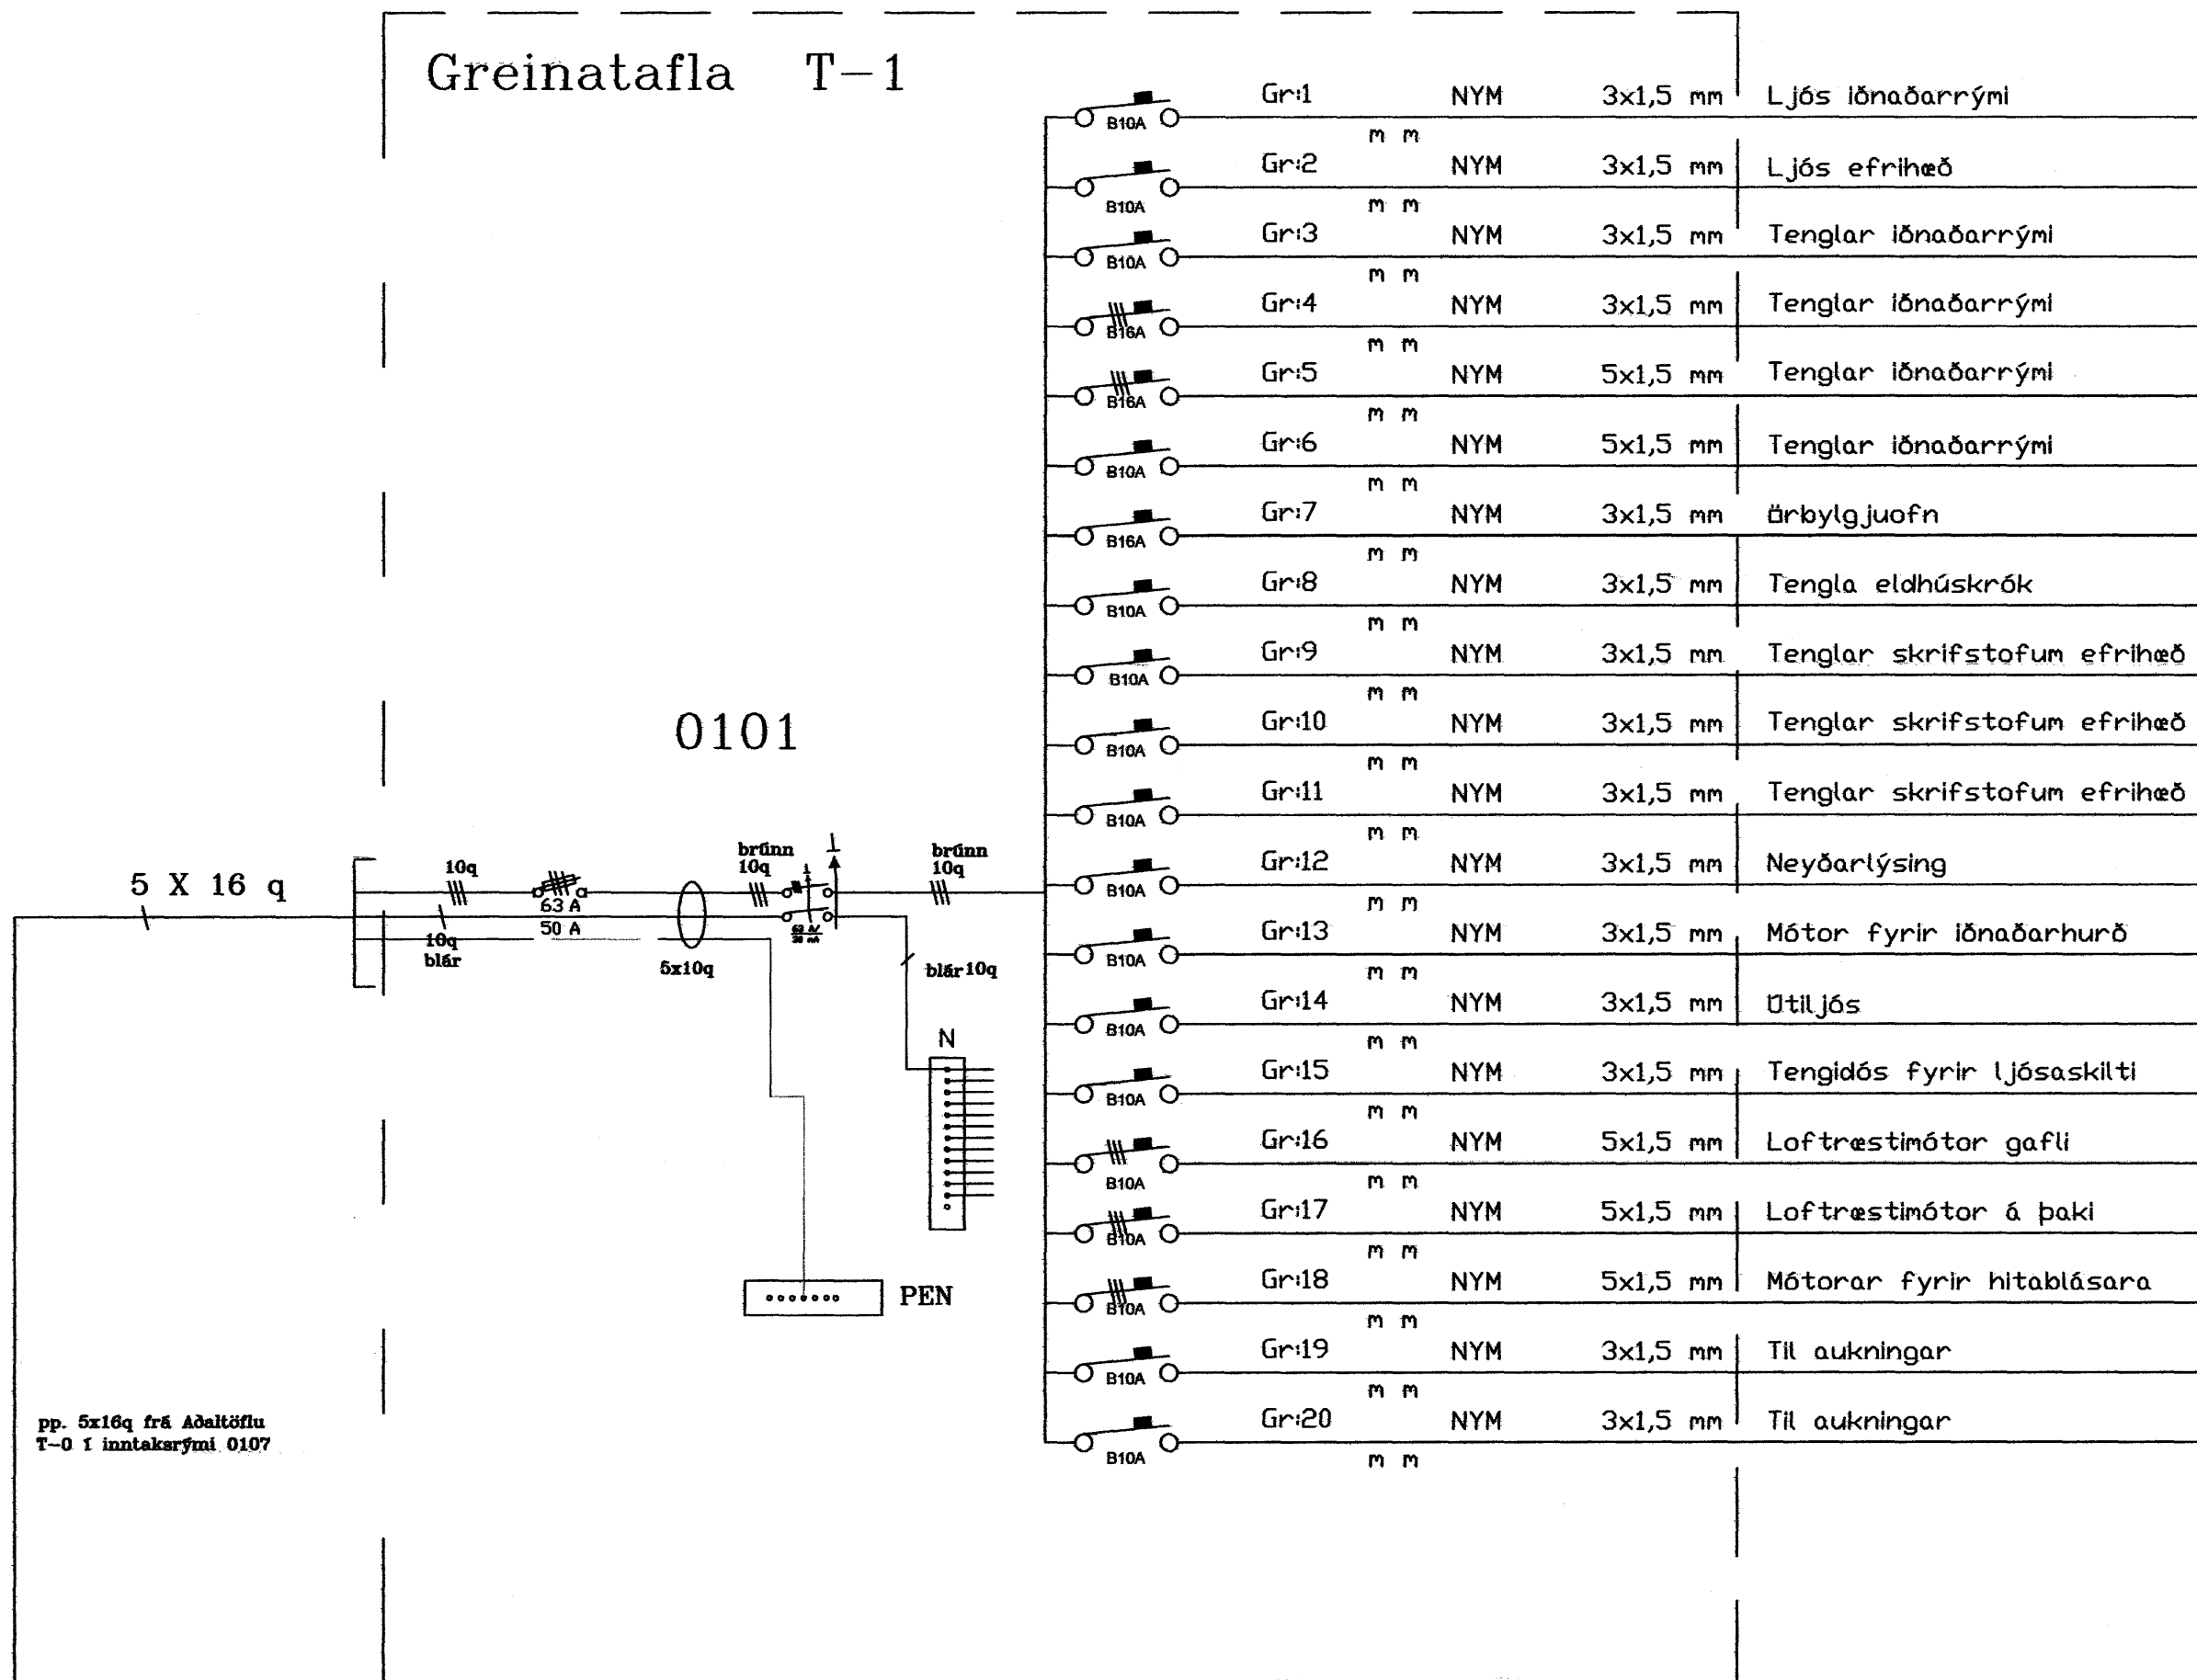 Greinatafla T-1
Gr:1 NYM 3x1,5 mm Ljós iðnaðarrými
B10A
m m
Gr:2 NYM 3x1,5 mm Ljós efrihæð
B10A
m m
Gr:3 NYM 3x1,5 mm Tenglar iðnaðarrými
B10A
m m
Gr:4 NYM 3x1,5 mm Tenglar iðnaðarrými
B16A
m m
Gr:5 NYM 5x1,5 mm Tenglar iðnaðarrými
B16A
m m
Gr:6 NYM 5x1,5 mm Tenglar iðnaðarrými
B10A
m m
Gr:7 NYM 3x1,5 mm örbylgjuofn
B16A
m m
Gr:8 NYM 3x1,5 mm Tengla eldhúskrók
B10A
m m
Gr:9 NYM 3x1,5 mm Tenglar skrifstofum efrihæð
B10A
m m
0101
Gr:10 NYM 3x1,5 mm Tenglar skrifstofum efrihæð
B10A
m m
Gr:11 NYM 3x1,5 mm Tenglar skrifstofum efrihæð
B10A
m m
Gr:12 NYM 3x1,5 mm Neyðarlýsing
B10A
m m
Gr:13 NYM 3x1,5 mm Mótor fyrir iðnaðarhurð
B10A
m m
Gr:14 NYM 3x1,5 mm Útiljós
B10A
m m
Gr:15 NYM 3x1,5 mm Tengidós fyrir ljósaskilti
B10A
m m
Gr:16 NYM 5x1,5 mm Loftræstimótor gafli
B10A
m m
Gr:17 NYM 5x1,5 mm Loftræstimótor á þaki
B10A
m m
Gr:18 NYM 5x1,5 mm Mótorar fyrir hitablásara
B10A
m m
Gr:19 NYM 3x1,5 mm Til aukningar
B10A
m m
Gr:20 NYM 3x1,5 mm Til aukningar
B10A
m m
5 X 16 q
10q
63 A
50 A
10q
blár
5x10q
brúnn
10q
63 A/
30 mA
brúnn
10q
blár 10q
N
PEN
pp. 5x16q frá Aðaltöflu
T-0 í inntaksrými 0107